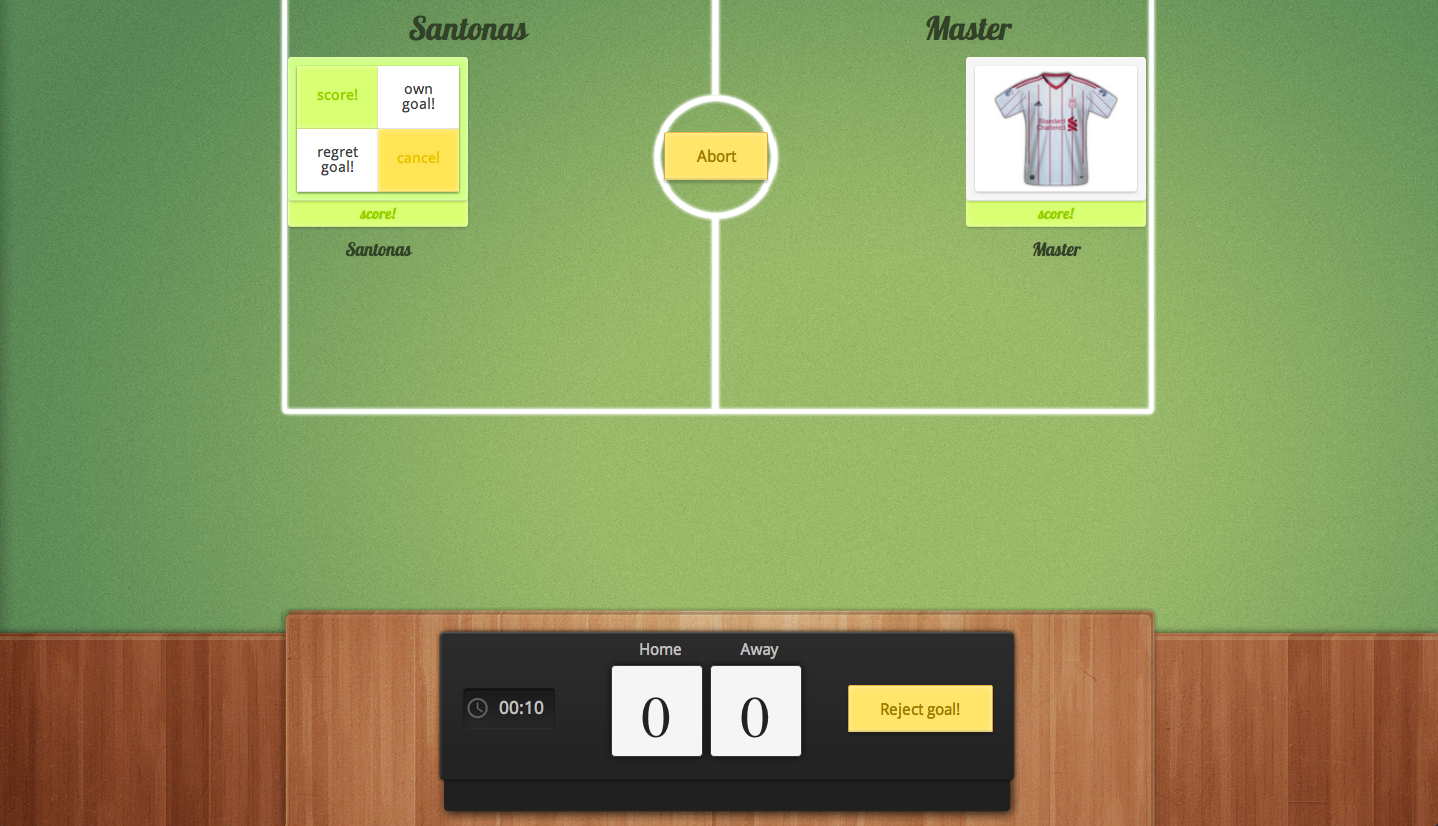 Santonas
Master
score!
own
goal!
regret
goal!
cancel
Abort
Standard
Chartered
score!
score!
Santonas
Master
Home
Away
00:10
0
0
Reject goal!